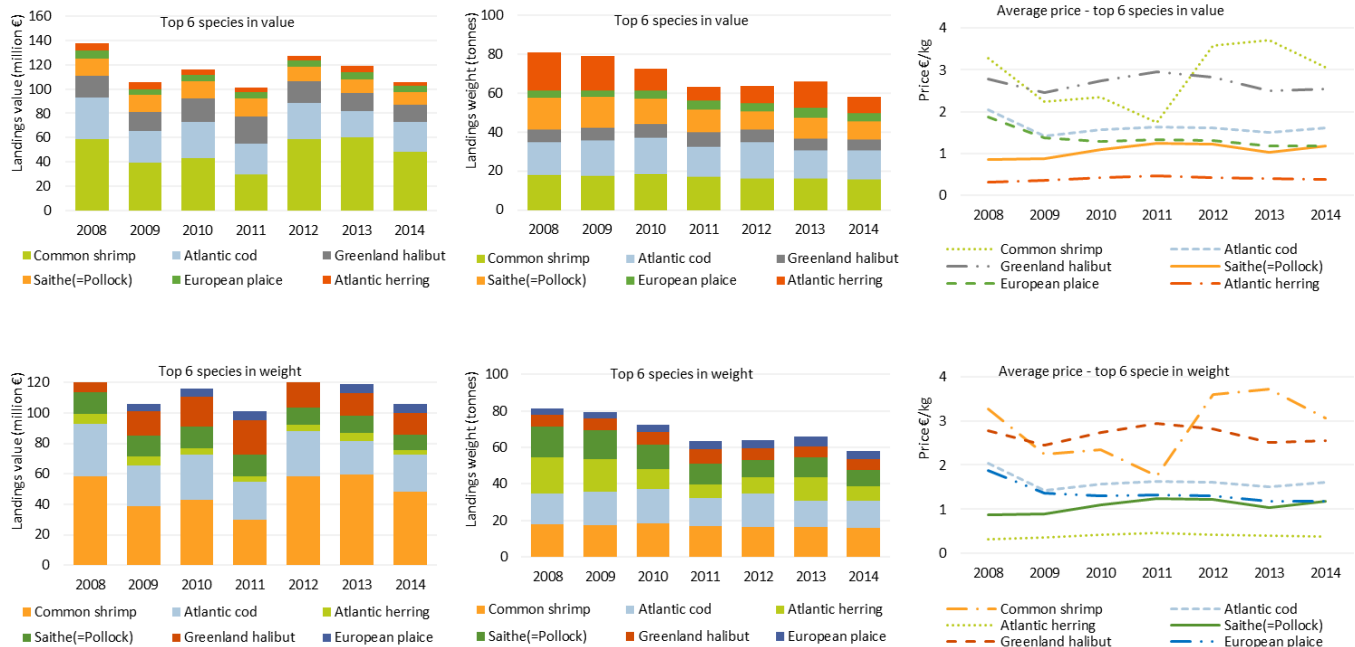 Top 6 species in value
Landings value (million €)
160
140
120
100
80
60
40
20
0
2008 2009 2010 2011 2012 2013 2014
Common shrimp Atlantic cod Greenland halibut
Saithe(=Pollock) European plaice Atlantic herring
Top 6 species in value
Landings weight (tonnes)
100
80
60
40
20
0
2008 2009 2010 2011 2012 2013 2014
Common shrimp Atlantic cod Greenland halibut
Saithe(=Pollock) European plaice Atlantic herring
Average price - top 6 species in value
Price €/kg
4
3
2
1
0
2008 2009 2010 2011 2012 2013 2014
Common shrimp Atlantic cod
Greenland halibut Saithe(=Pollock)
European plaice Atlantic herring
Top 6 species in weight
Landings value (million €)
120
100
80
60
40
20
0
2008 2009 2010 2011 2012 2013 2014
Common shrimp Atlantic cod Atlantic herring
Saithe(=Pollock) Greenland halibut European plaice
Top 6 species in weight
Landings weight (tonnes)
100
80
60
40
20
0
2008 2009 2010 2011 2012 2013 2014
Common shrimp Atlantic cod Atlantic herring
Saithe(=Pollock) Greenland halibut European plaice
Average price - top 6 specie in weight
Price €/kg
4
3
2
1
0
2008 2009 2010 2011 2012 2013 2014
Common shrimp Atlantic cod
Atlantic herring Saithe(=Pollock)
Greenland halibut European plaice